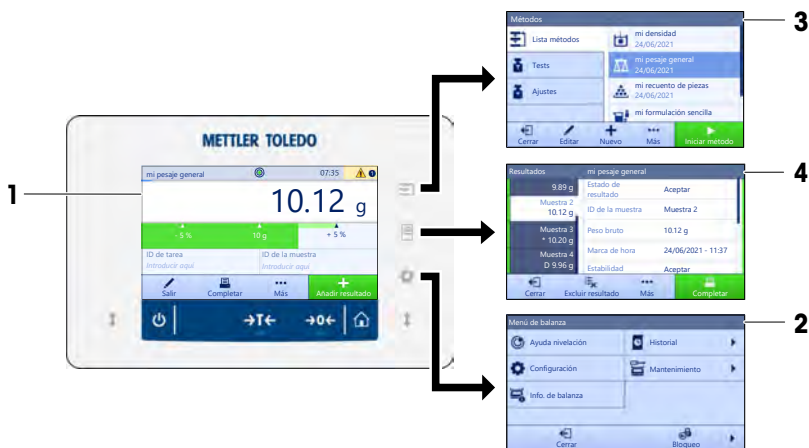 1
METTLER TOLEDO
mi pesaje general 07:35
10.12 g
- 5 % 10 g + 5 %
ID de tarea ID de la muestra
Introducir aquí Introducir aquí
Salir Completar Más Añadir resultado
→T← →0←
3
Métodos
Lista métodos
Tests
Ajustes
mi densidad
24/06/2021
mi pesaje general
24/06/2021
mi recuento de piezas
24/06/2021
mi formulación sencilla
Cerrar Editar Nuevo Más Iniciar método
4
Resultados mi pesaje general
9.89 g
Muestra 2
10.12 g
Muestra 3
* 10.20 g
Muestra 4
D 9.96 g
Estado de resultado Aceptar
ID de la muestra Muestra 2
Peso bruto 10.12 g
Marca de hora 24/06/2021 - 11:37
Estabilidad Aceptar
Cerrar Excluir resultado Más Completar
2
Menú de balanza
Ayuda nivelación Historial
Configuración Mantenimiento
Info. de balanza
Cerrar Bloqueo